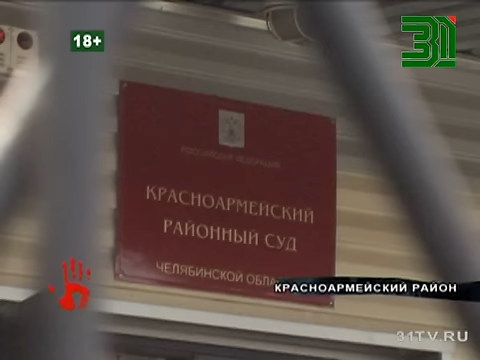 18+
31
РОССИЙСКАЯ ФЕДЕРАЦИЯ
КРАСНОАРМЕЙСКИЙ
РАЙОННЫЙ СУД
ЧЕЛЯБИНСКОЙ ОБЛА
КРАСНОАРМЕЙСКИЙ РАЙОН
31TV.RU